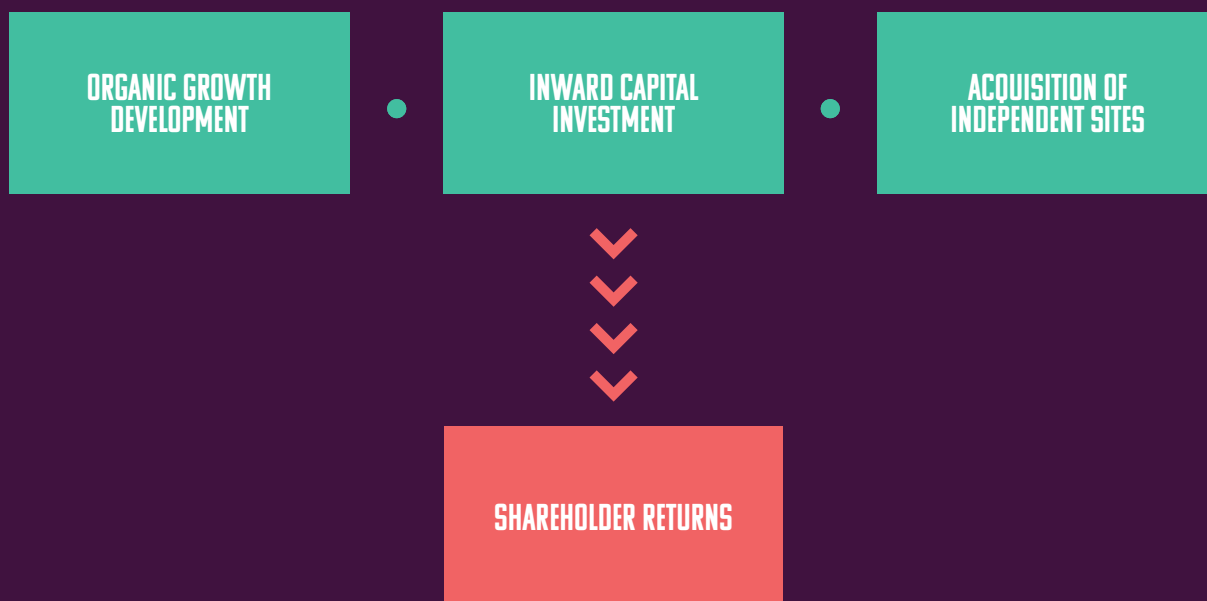 ORGANIC GROWTH
DEVELOPMENT
INWARD CAPITAL
INVESTMENT
ACQUISITION OF
INDEPENDENT SITES
SHAREHOLDER RETURNS